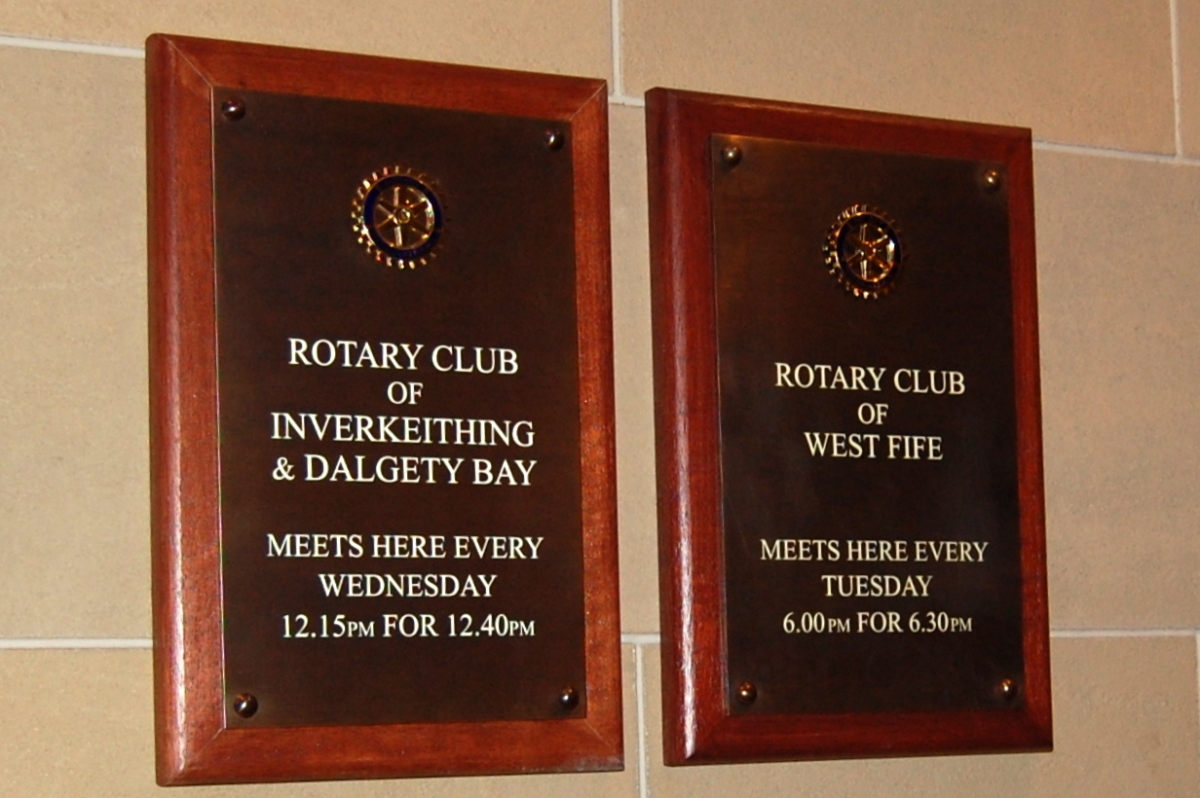 ROTARY CLUB
OF
INVERKEITHING
& DALGETY BAY
MEETS HERE EVERY
WEDNESDAY
12.15PM FOR 12.40PM
ROTARY CLUB
OF
WEST FIFE
MEETS HERE EVERY
TUESDAY
6.00PM FOR 6.30PM